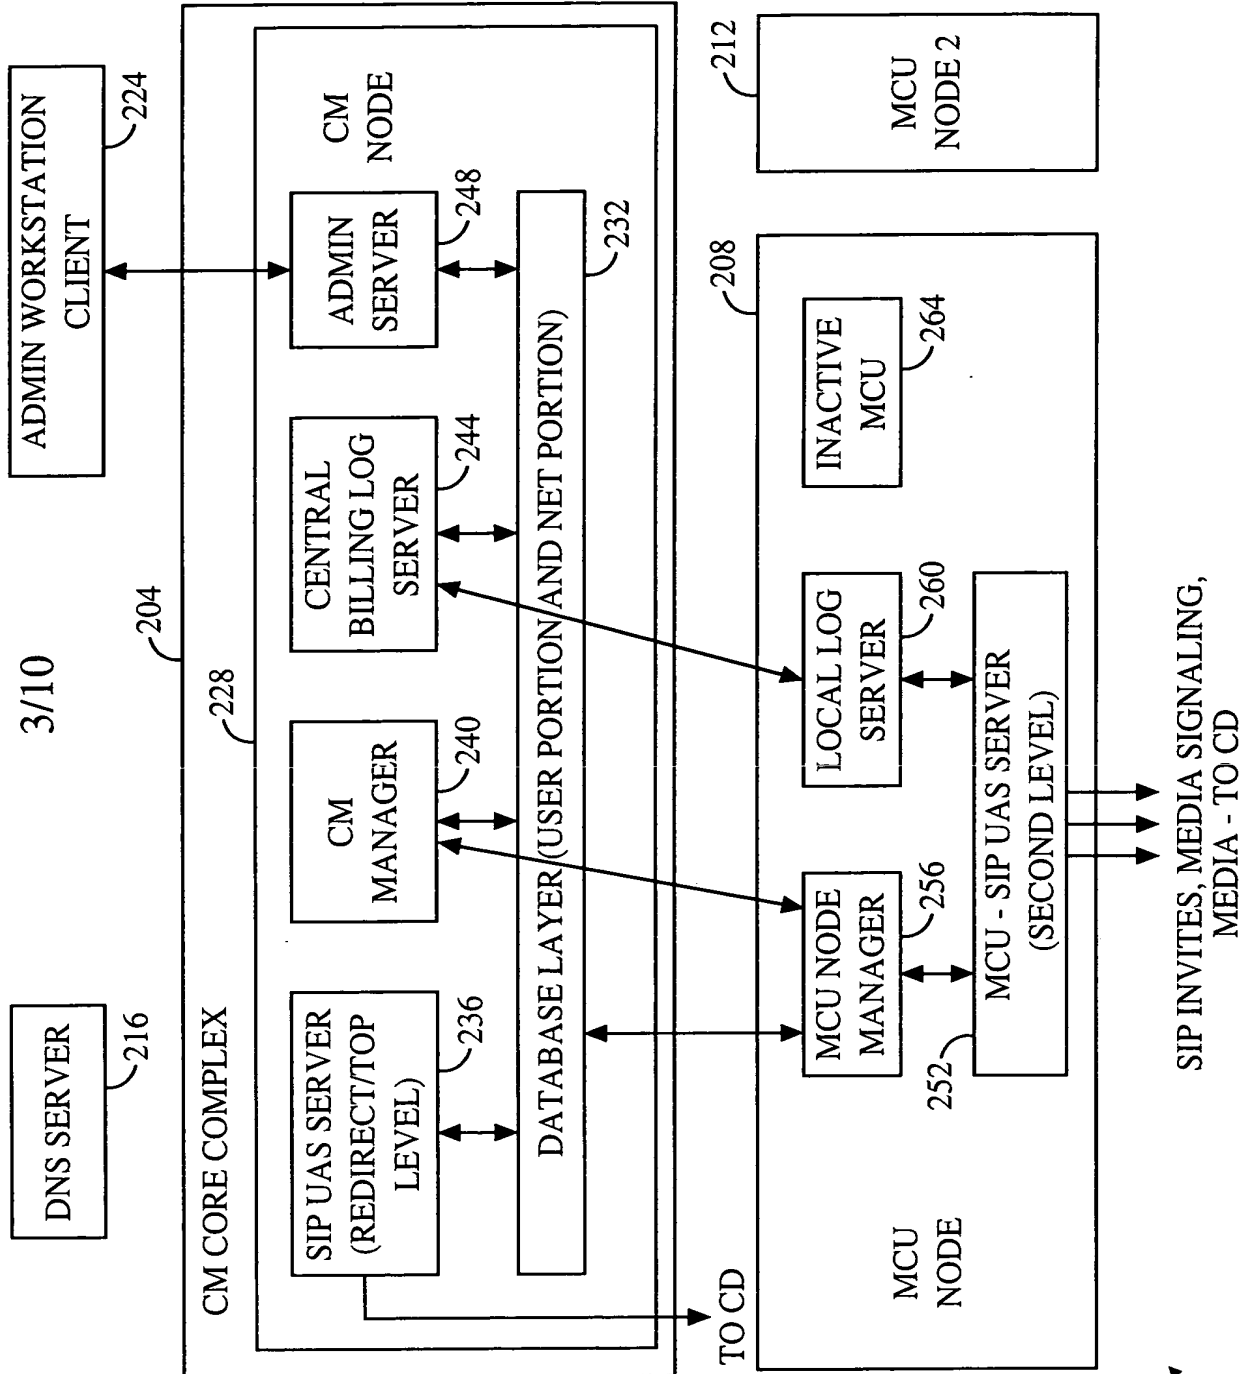 3/10
DNS SERVER
216
ADMIN WORKSTATION
CLIENT
224
204
CM CORE COMPLEX
228
SIP UAS SERVER
(REDIRECT/TOP
LEVEL)
236
CM
MANAGER
240
CENTRAL
BILLING LOG
SERVER
244
ADMIN
SERVER
248
CM
NODE
DATABASE LAYER (USER PORTION AND NET PORTION)
232
TO CD
208
212
MCU NODE
MANAGER
256
LOCAL LOG
SERVER
260
INACTIVE
MCU
264
MCU
NODE 2
MCU
NODE
252
MCU - SIP UAS SERVER
(SECOND LEVEL)
SIP INVITES, MEDIA SIGNALING,
MEDIA - TO CD